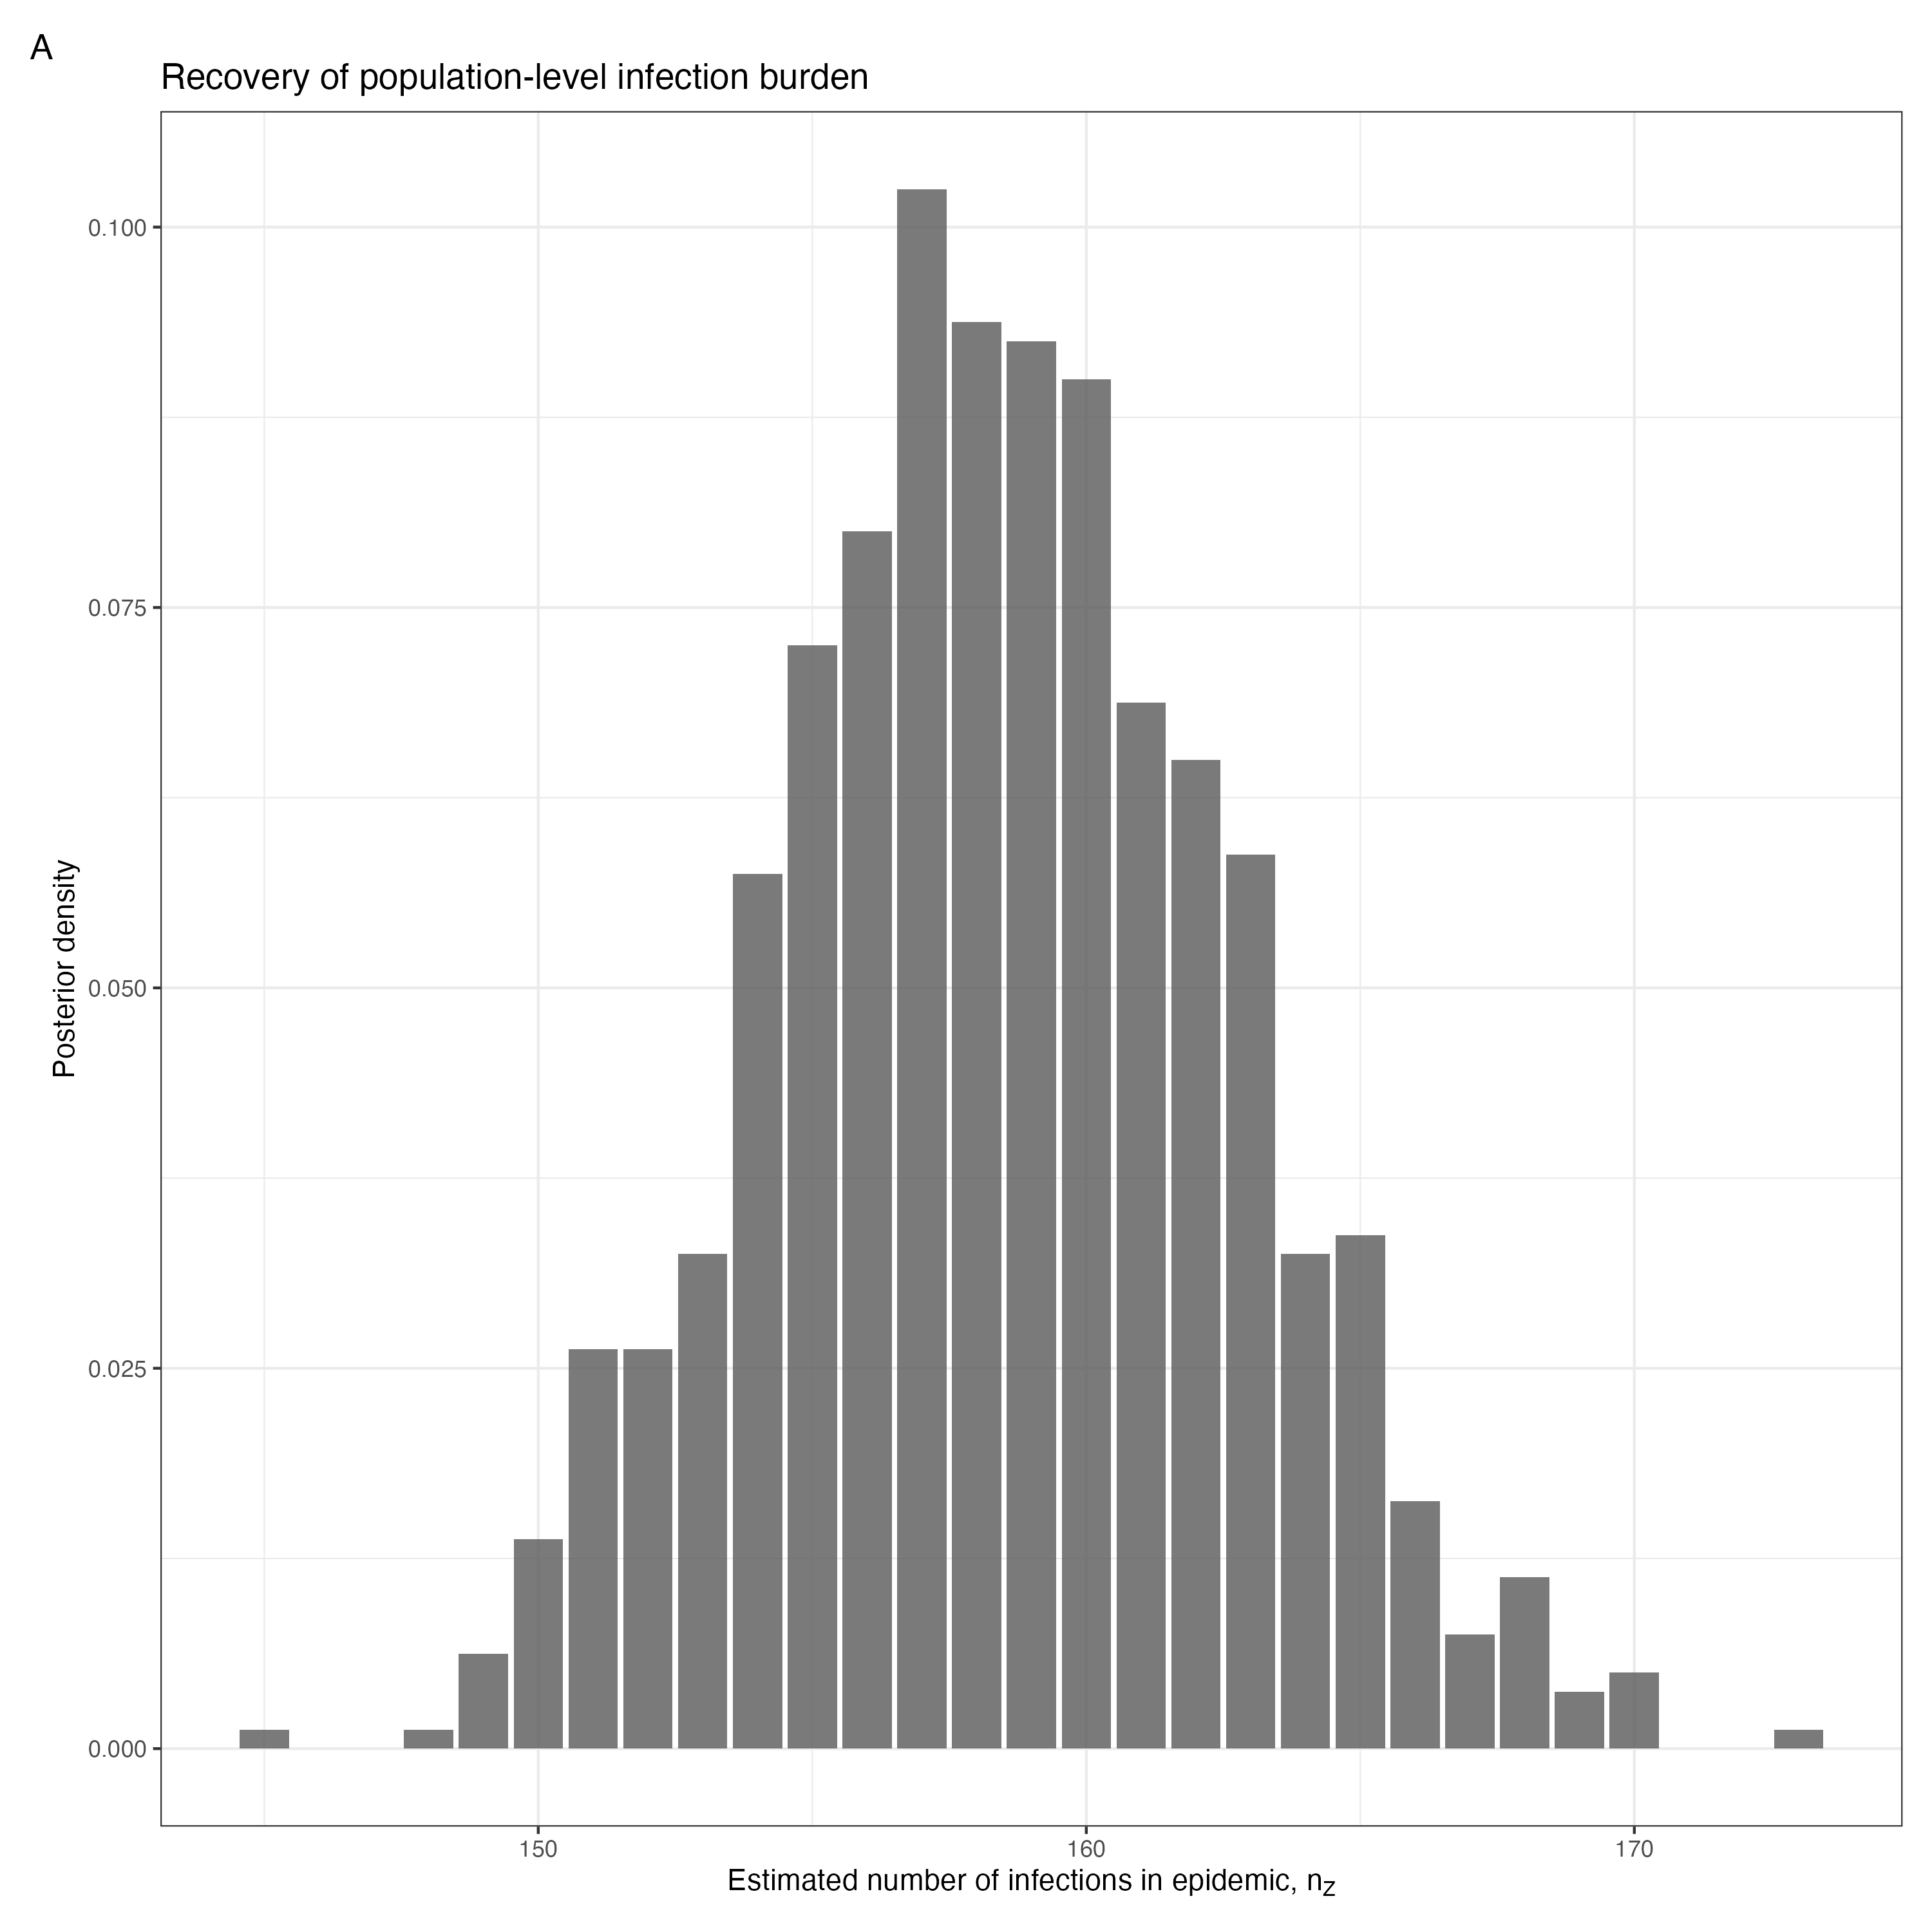 A
Recovery of population-level infection burden
0.100
0.075
0.050
0.025
0.000
Posterior density
150
160
170
Estimated number of infections in epidemic, nZ